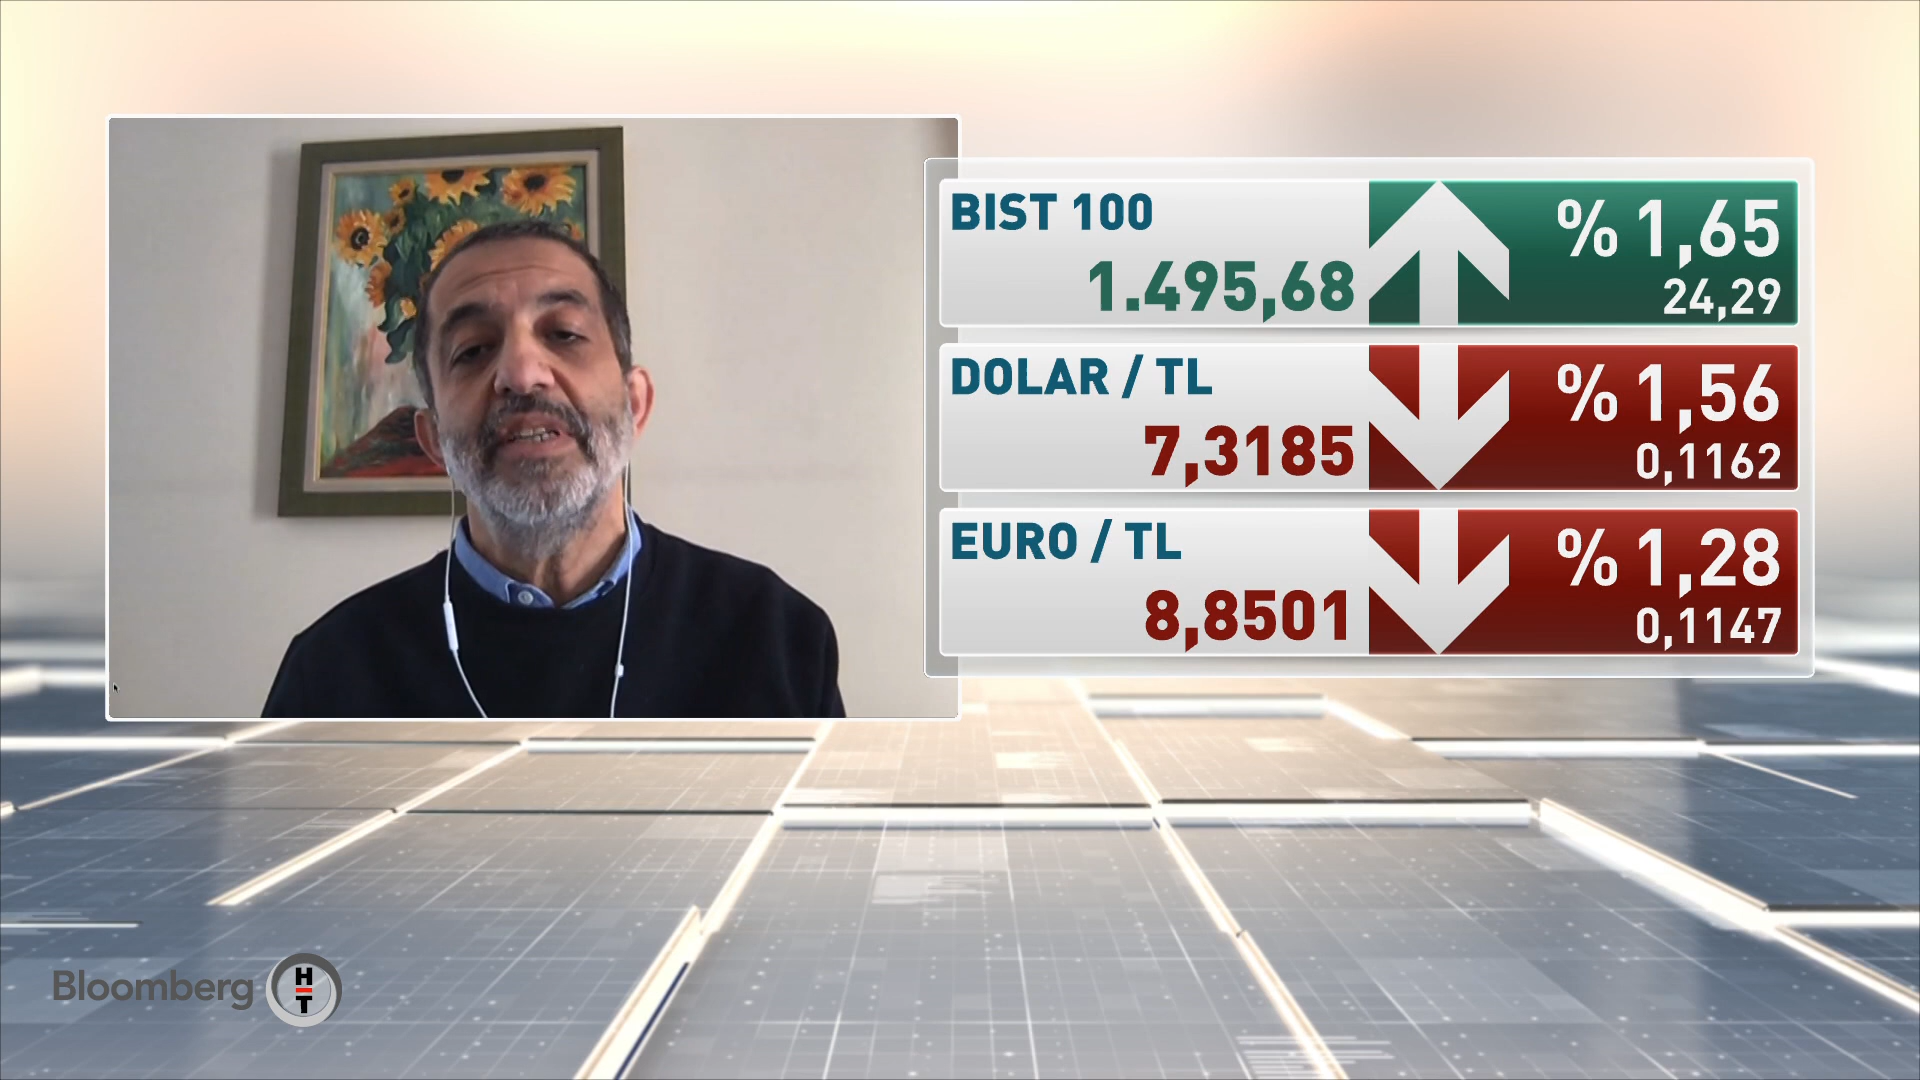 BIST 100
1.495,68
% 1,65
24,29
DOLAR / TL
7,3185
% 1,56
0,1162
EURO / TL
8,8501
% 1,28
0,1147
Bloomberg HT